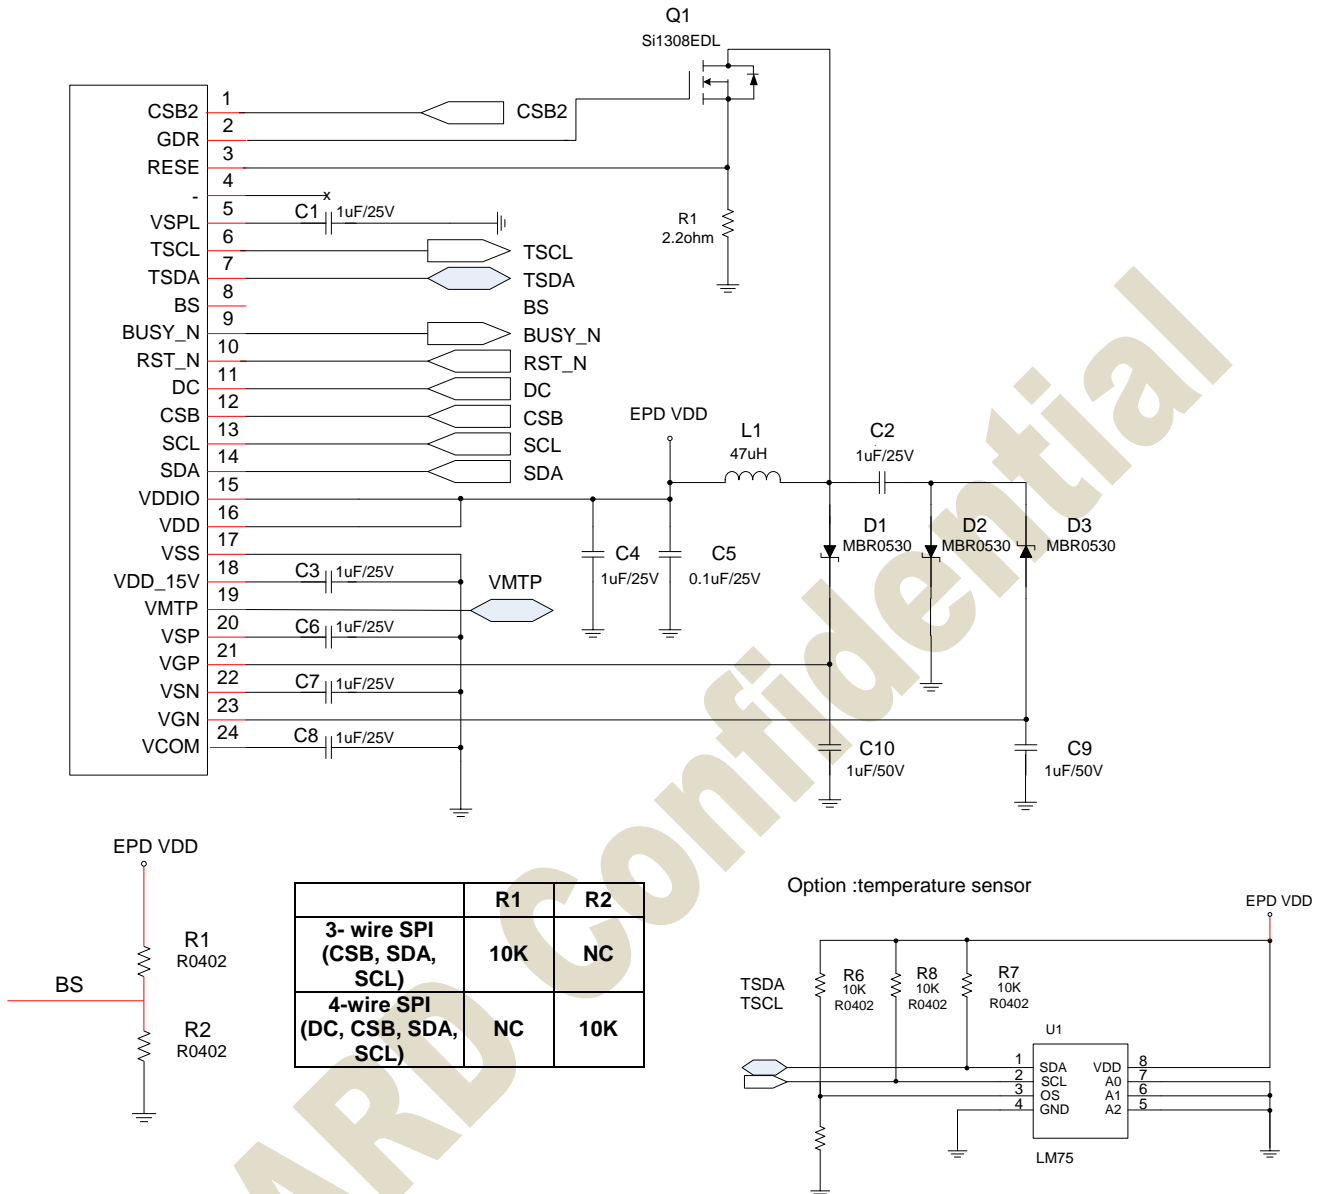 Q1
Si1308EDL
CSB2 1 CSB2
GDR 2
RESE 3
- 4 x
VSPL 5 C1 1uF/25V
R1
2.2ohm
TSCL 6 TSCL
TSDA 7 TSDA
BS 8 BS
BUSY_N 9 BUSY_N
RST_N 10 RST_N
DC 11 DC
CSB 12 CSB
SCL 13 SCL
SDA 14 SDA
VDDIO 15
VDD 16
VSS 17
VDD_15V 18 C3 1uF/25V
VMTP 19 VMTP
VSP 20 C6 1uF/25V
VGP 21
VSN 22 C7 1uF/25V
VGN 23
VCOM 24 C8 1uF/25V
EPD VDD
L1
47uH
C2
1uF/25V
D1
MBR0530
D2
MBR0530
D3
MBR0530
C4
1uF/25V
C5
0.1uF/25V
C10
1uF/50V
C9
1uF/50V
EPD VDD
R1
R0402
BS
R2
R0402
R1 R2
3- wire SPI
(CSB, SDA,
SCL)
10K NC
4-wire SPI
(DC, CSB, SDA,
SCL)
NC 10K
Option :temperature sensor
EPD VDD
TSDA
TSCL
R6
10K
R0402
R8
10K
R0402
R7
10K
R0402
U1
1 SDA VDD 8
2 SCL A0 7
3 OS A1 6
4 GND A2 5
LM75
ARD Confidential